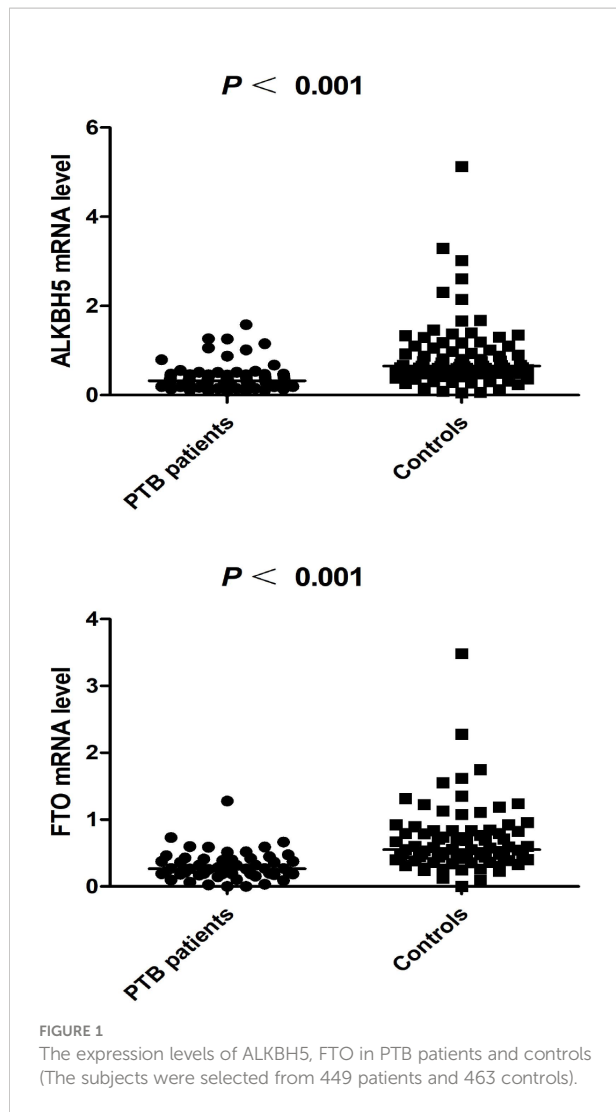 P < 0.001
6
4
2
0
ALKBH5 mRNA level
PTB patients
Controls
P < 0.001
4
3
2
1
0
FTO mRNA level
PTB patients
Controls
FIGURE 1
The expression levels of ALKBH5, FTO in PTB patients and controls
(The subjects were selected from 449 patients and 463 controls).